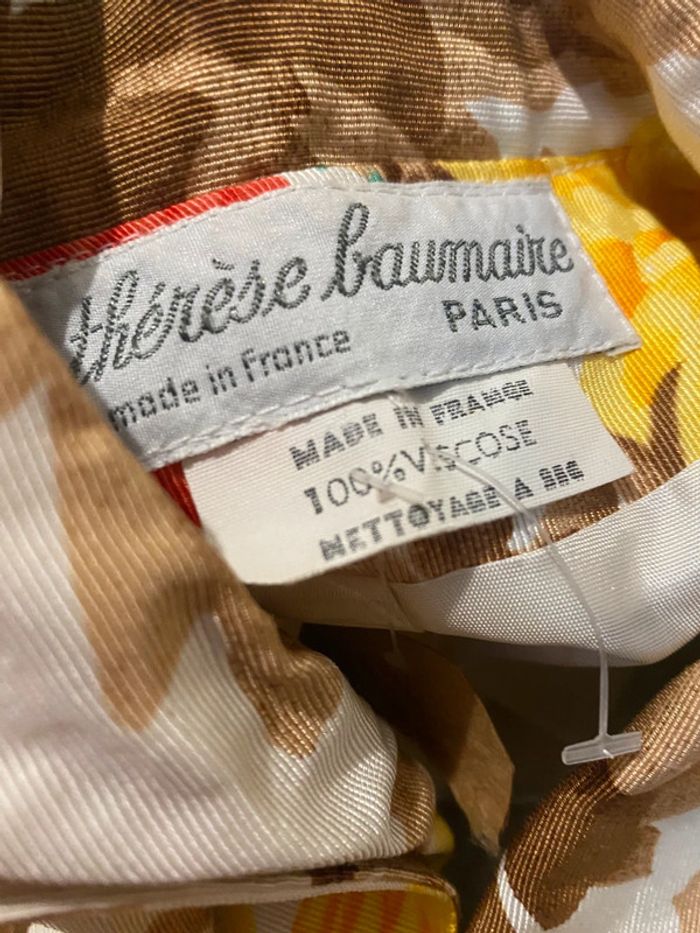 thérèse baumaire
PARIS
made in france
MADE IN FRANCE
100% VISCOSE
NETTOYAGE A SEC